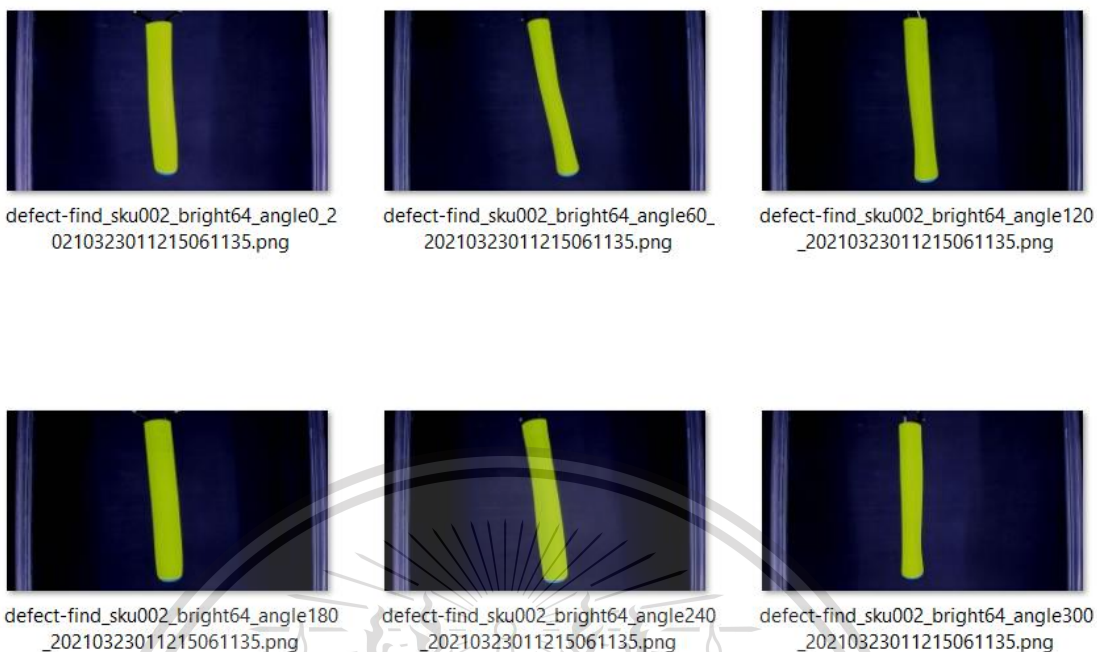 defect-find_sku002_bright64_angle0_2
0210323011215061135.png
defect-find_sku002_bright64_angle60_
20210323011215061135.png
defect-find_sku002_bright64_angle120
_20210323011215061135.png
defect-find_sku002_bright64_angle180
_20210323011215061135.png
defect-find_sku002_bright64_angle240
_20210323011215061135.png
defect-find_sku002_bright64_angle300
_20210323011215061135.png